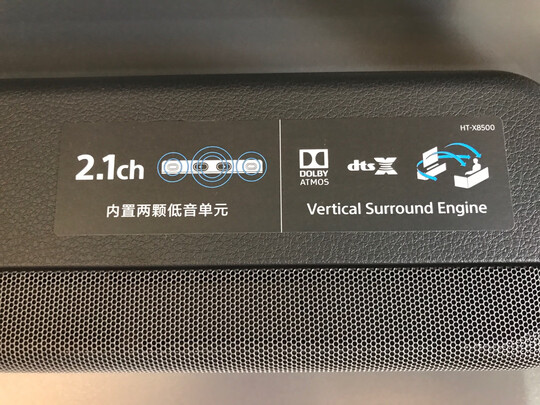 HT-X8500
2.1ch
内置两颗低音单元
DOLBY
ATMOS
dts X
Vertical Surround Engine